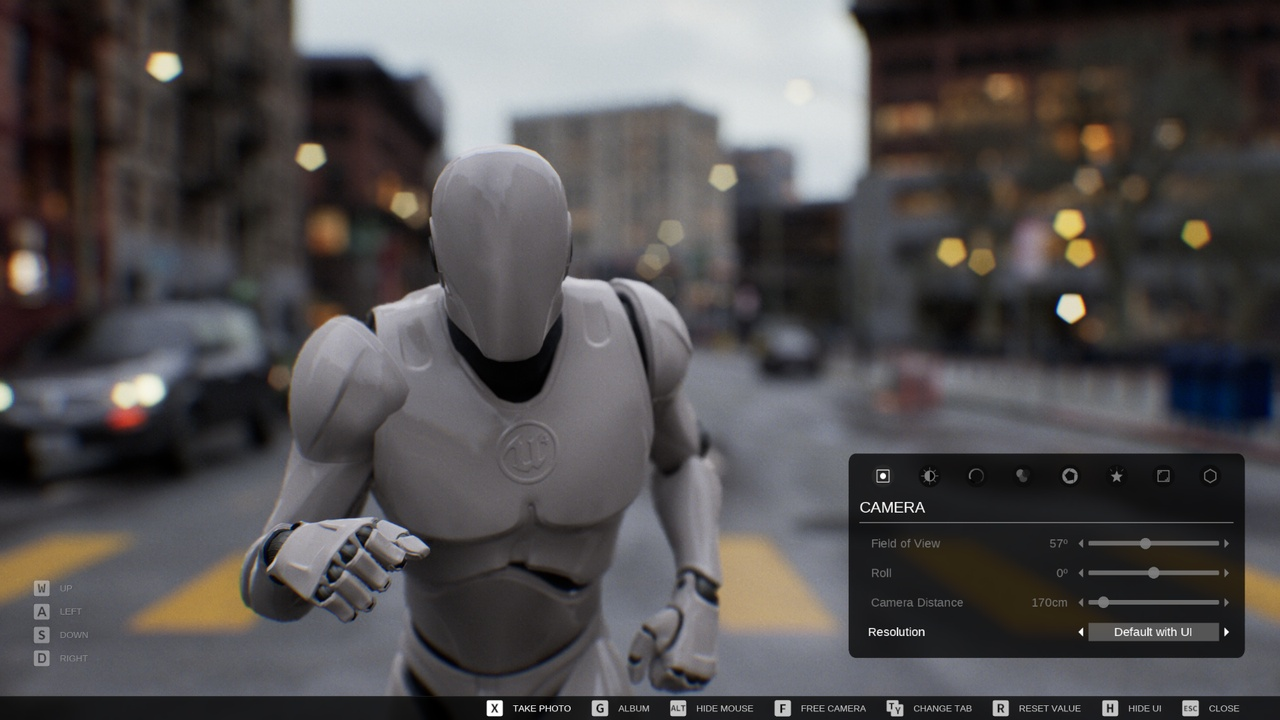 CAMERA
Field of View 57º
Roll 0º
Camera Distance 170cm
Resolution Default with UI
W UP
A LEFT
S DOWN
D RIGHT
X TAKE PHOTO G ALBUM ALT HIDE MOUSE F FREE CAMERA TY CHANGE TAB R RESET VALUE H HIDE UI ESC CLOSE